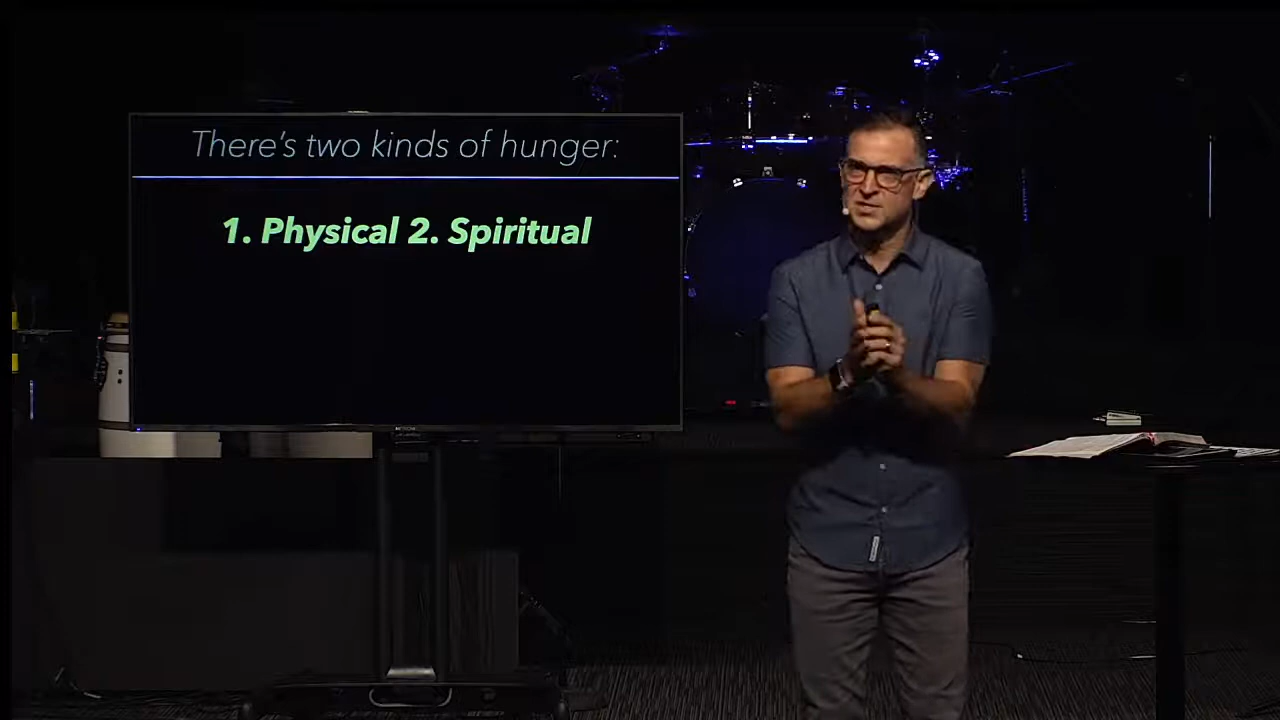 There's two kinds of hunger:
1. Physical 2. Spiritual